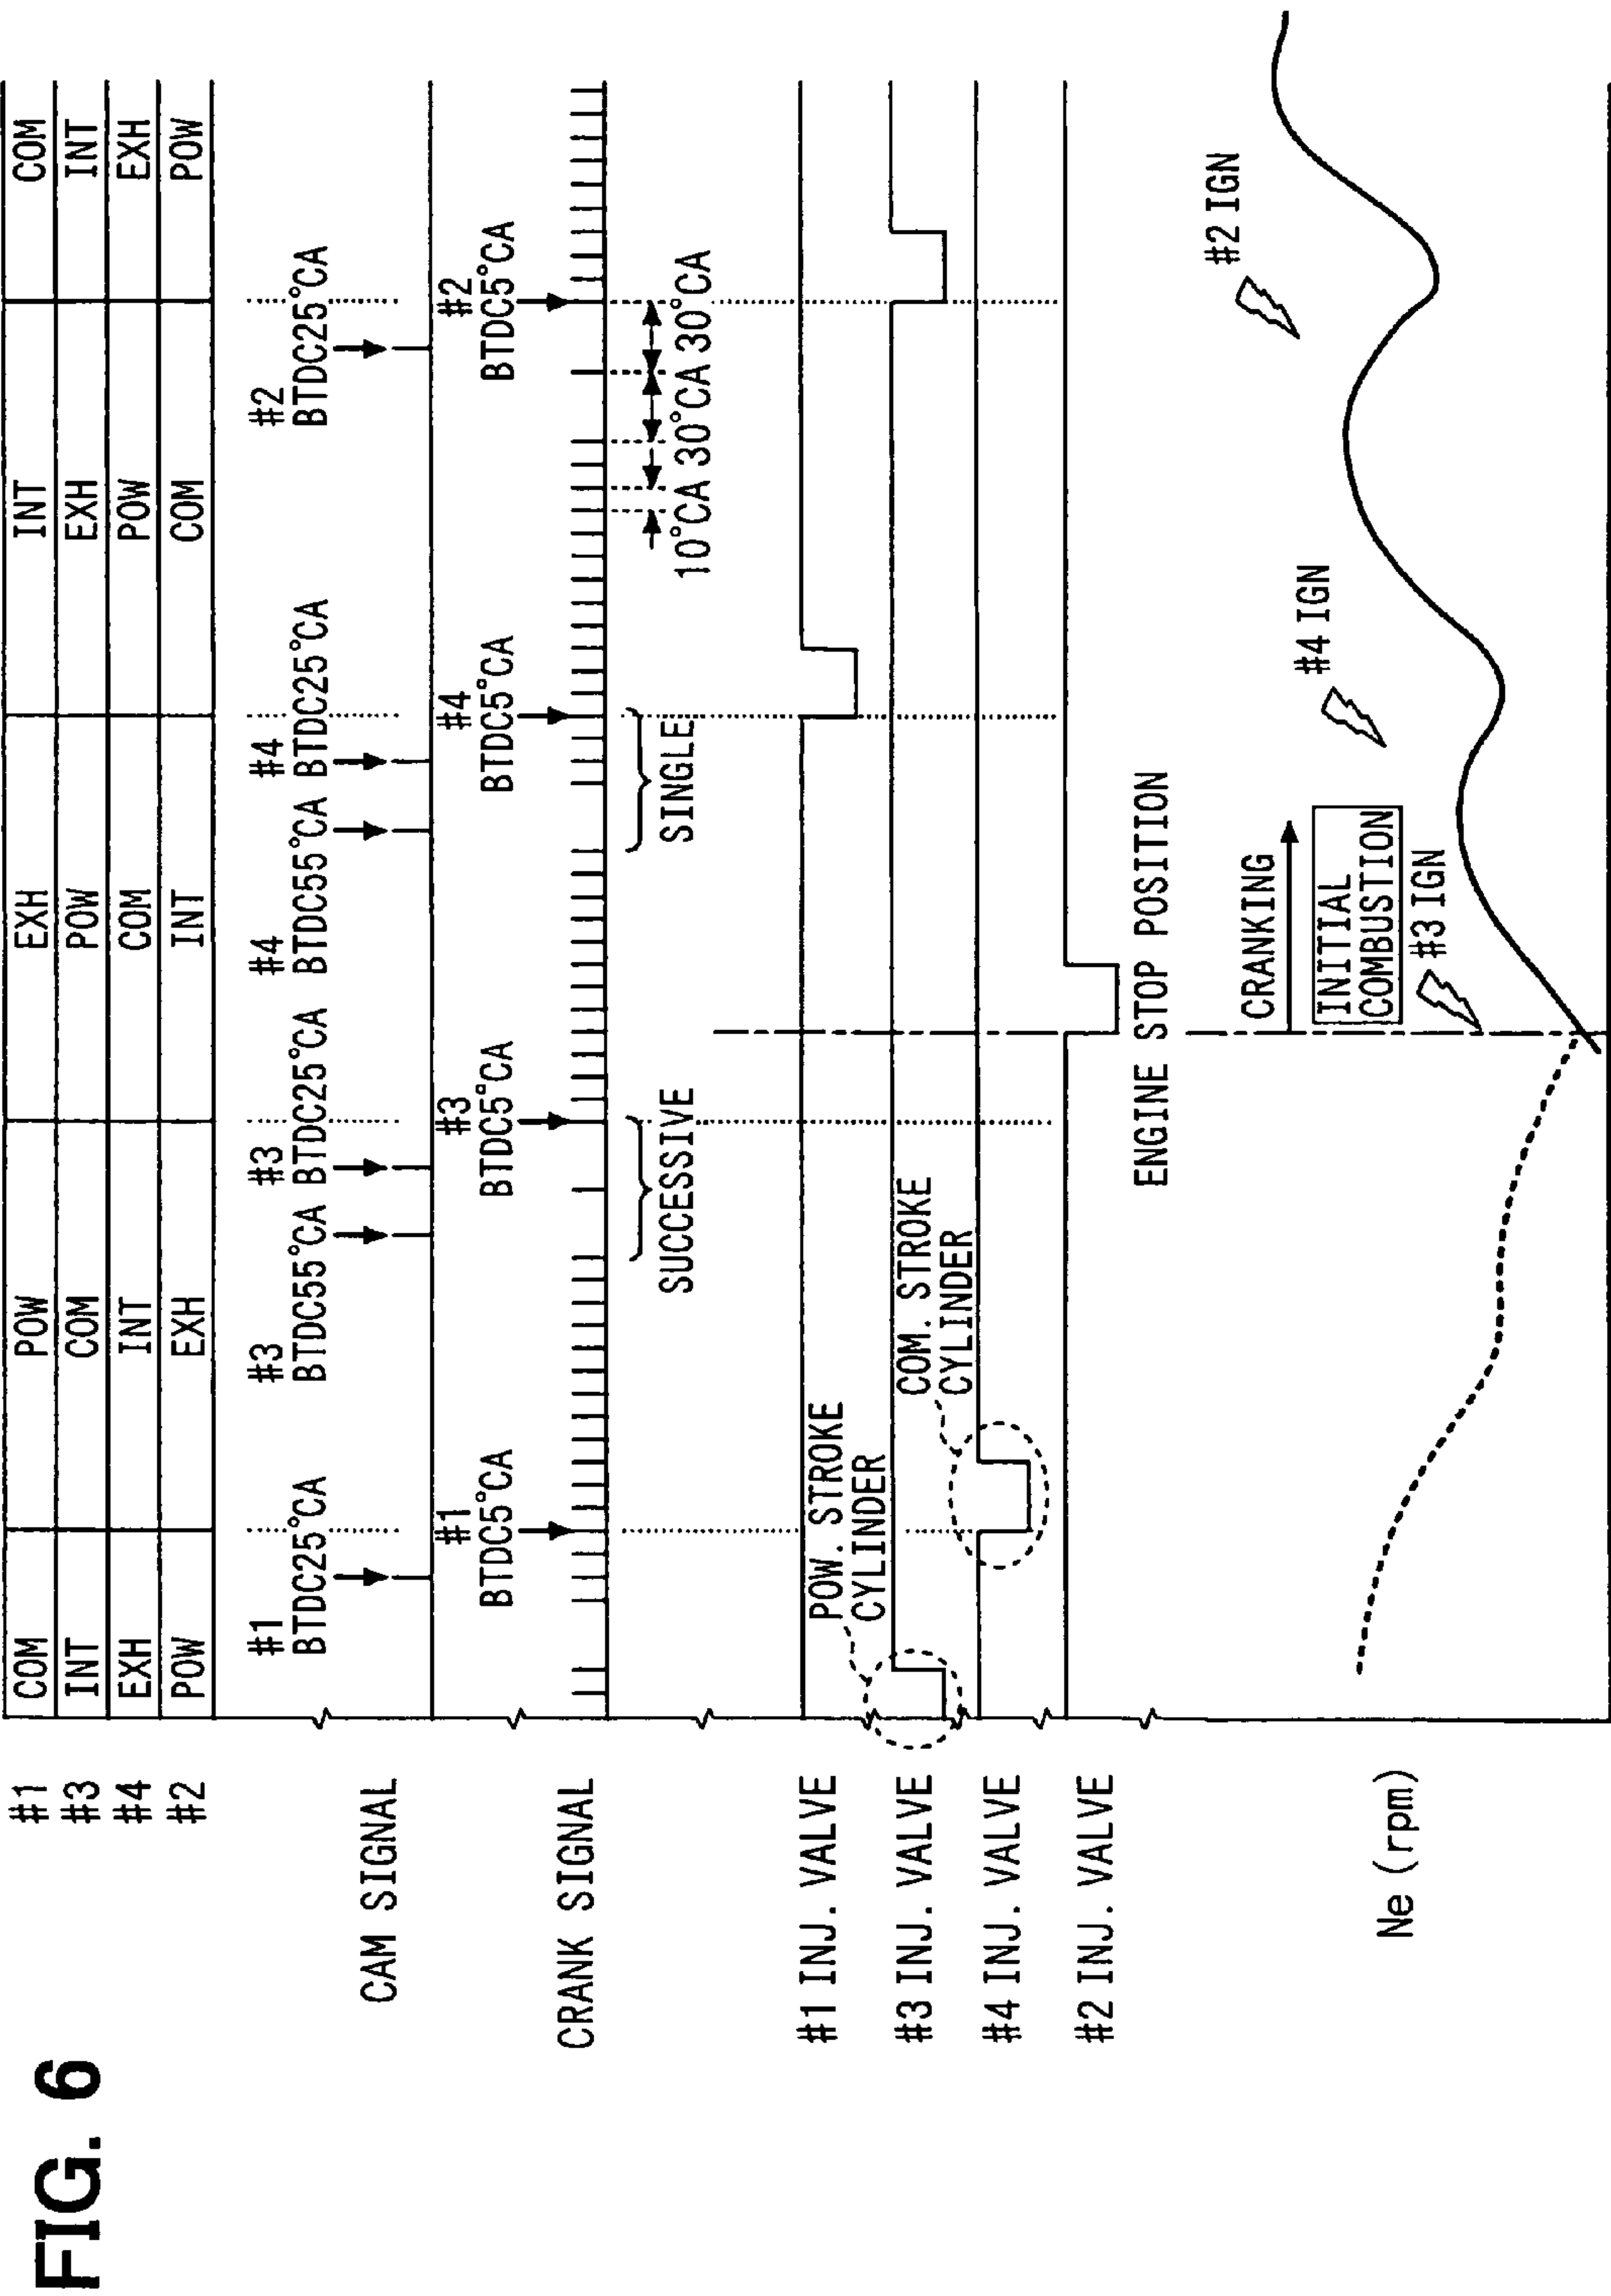 FIG. 6
#1 COM POW EXH INT COM
#3 INT COM POW EXH INT
#4 EXH INT COM POW EXH
#2 POW EXH INT COM POW
CAM SIGNAL
#1
BTDC25°CA
#3
BTDC55°CA
#3
BTDC25°CA
#4
BTDC55°CA
#4
BTDC25°CA
#2
BTDC25°CA
CRANK SIGNAL
#1
BTDC5°CA
#3
BTDC5°CA
#4
BTDC5°CA
#2
BTDC5°CA
SUCCESSIVE
SINGLE
10°CA 30°CA 30°CA
#1 INJ. VALVE
POW. STROKE
CYLINDER
#3 INJ. VALVE
COM. STROKE
CYLINDER
#4 INJ. VALVE
#2 INJ. VALVE
ENGINE STOP POSITION
CRANKING
INITIAL
COMBUSTION
#3 IGN
#4 IGN
#2 IGN
Ne (rpm)